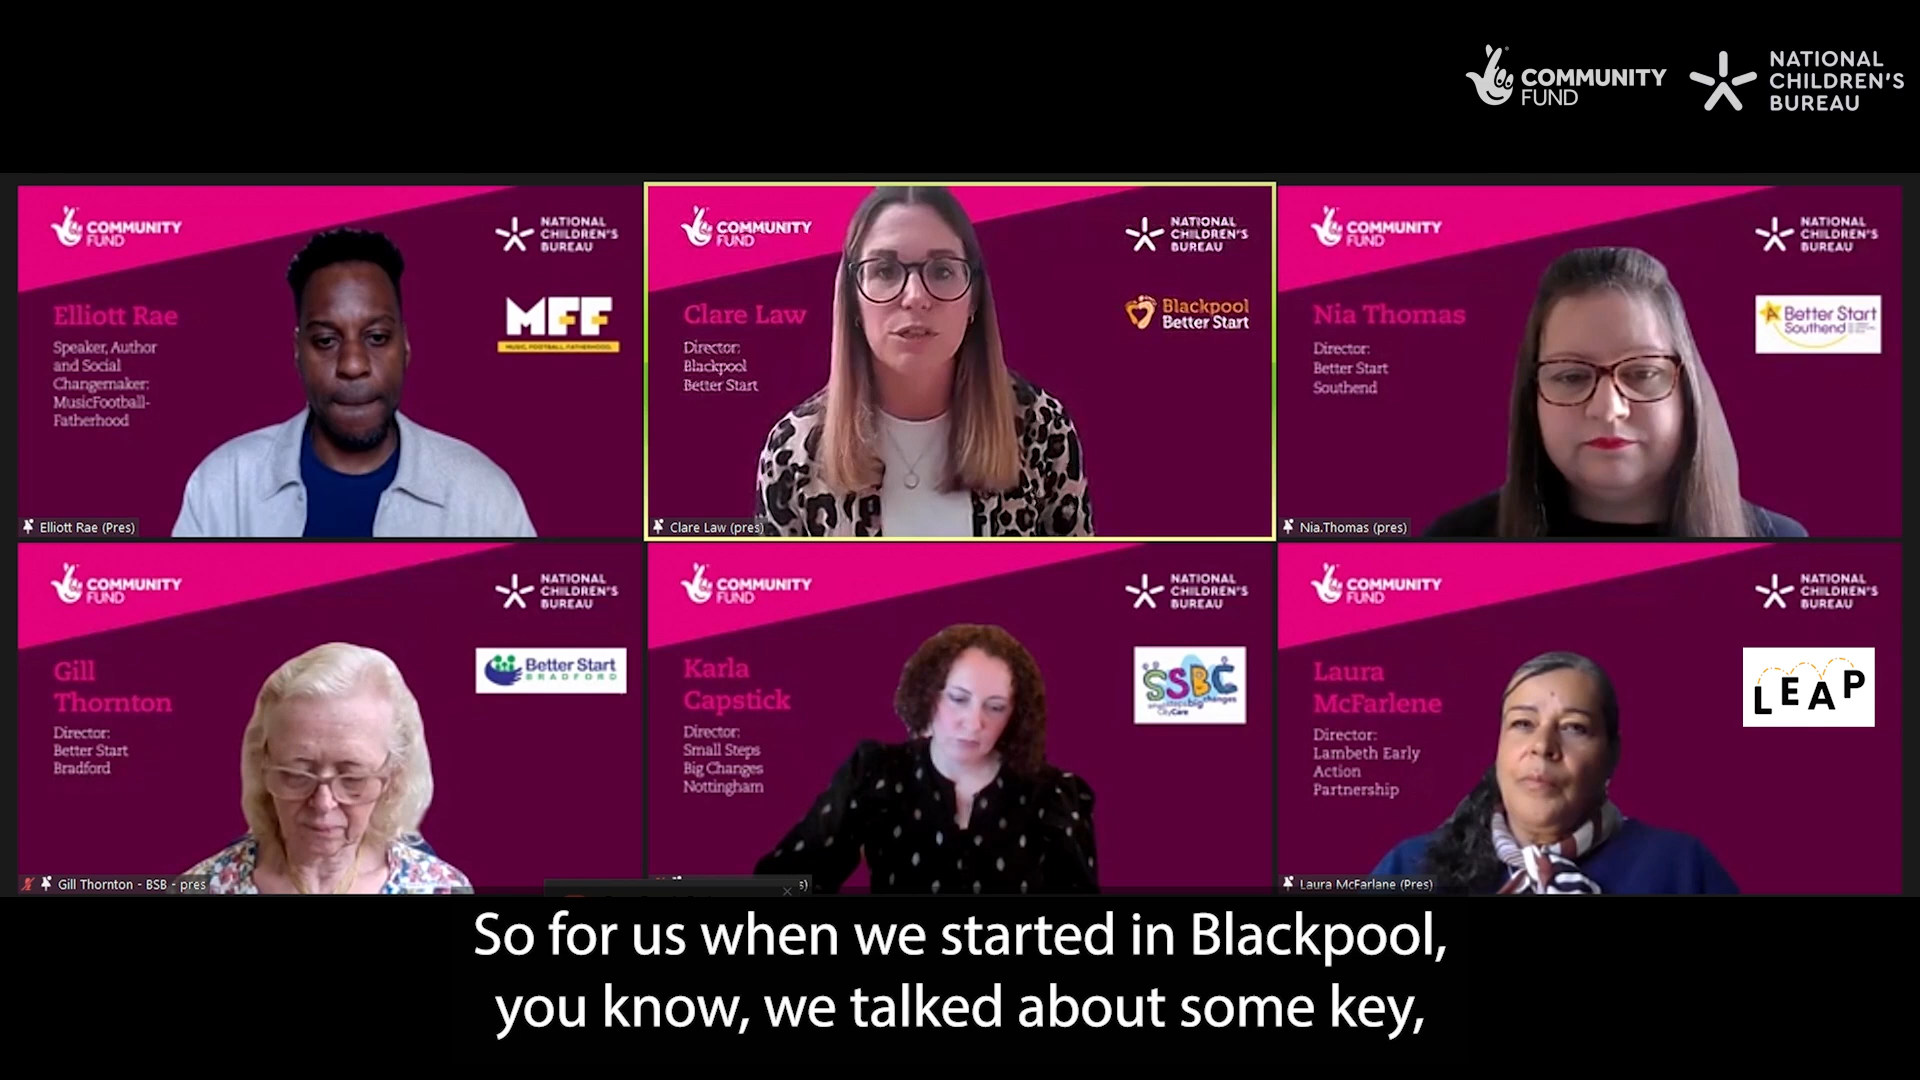 COMMUNITY
FUND
NATIONAL
CHILDREN'S
BUREAU
COMMUNITY
FUND
NATIONAL
CHILDREN'S
BUREAU
Elliott Rae
Speaker, Author
and Social
Changemaker:
MusicFootball-
Fatherhood
MFF
MUSIC. FOOTBALL. FATHERHOOD.
Elliott Rae (Pres)
COMMUNITY
FUND
NATIONAL
CHILDREN'S
BUREAU
Clare Law
Director:
Blackpool
Better Start
Blackpool
Better Start
Clare Law (pres)
COMMUNITY
FUND
NATIONAL
CHILDREN'S
BUREAU
Nia Thomas
Director:
Better Start
Southend
A Better Start
Southend
Nia.Thomas (pres)
COMMUNITY
FUND
NATIONAL
CHILDREN'S
BUREAU
Gill
Thornton
Director:
Better Start
Bradford
Better Start
BRADFORD
Gill Thornton - BSB - pres
COMMUNITY
FUND
NATIONAL
CHILDREN'S
BUREAU
Karla
Capstick
Director:
Small Steps
Big Changes
Nottingham
SSBC
smallstepsbigchanges
CityCare
s)
COMMUNITY
FUND
NATIONAL
CHILDREN'S
BUREAU
Laura
McFarlene
Director:
Lambeth Early
Action
Partnership
LEAP
Laura McFarlane (Pres)
So for us when we started in Blackpool,
you know, we talked about some key,